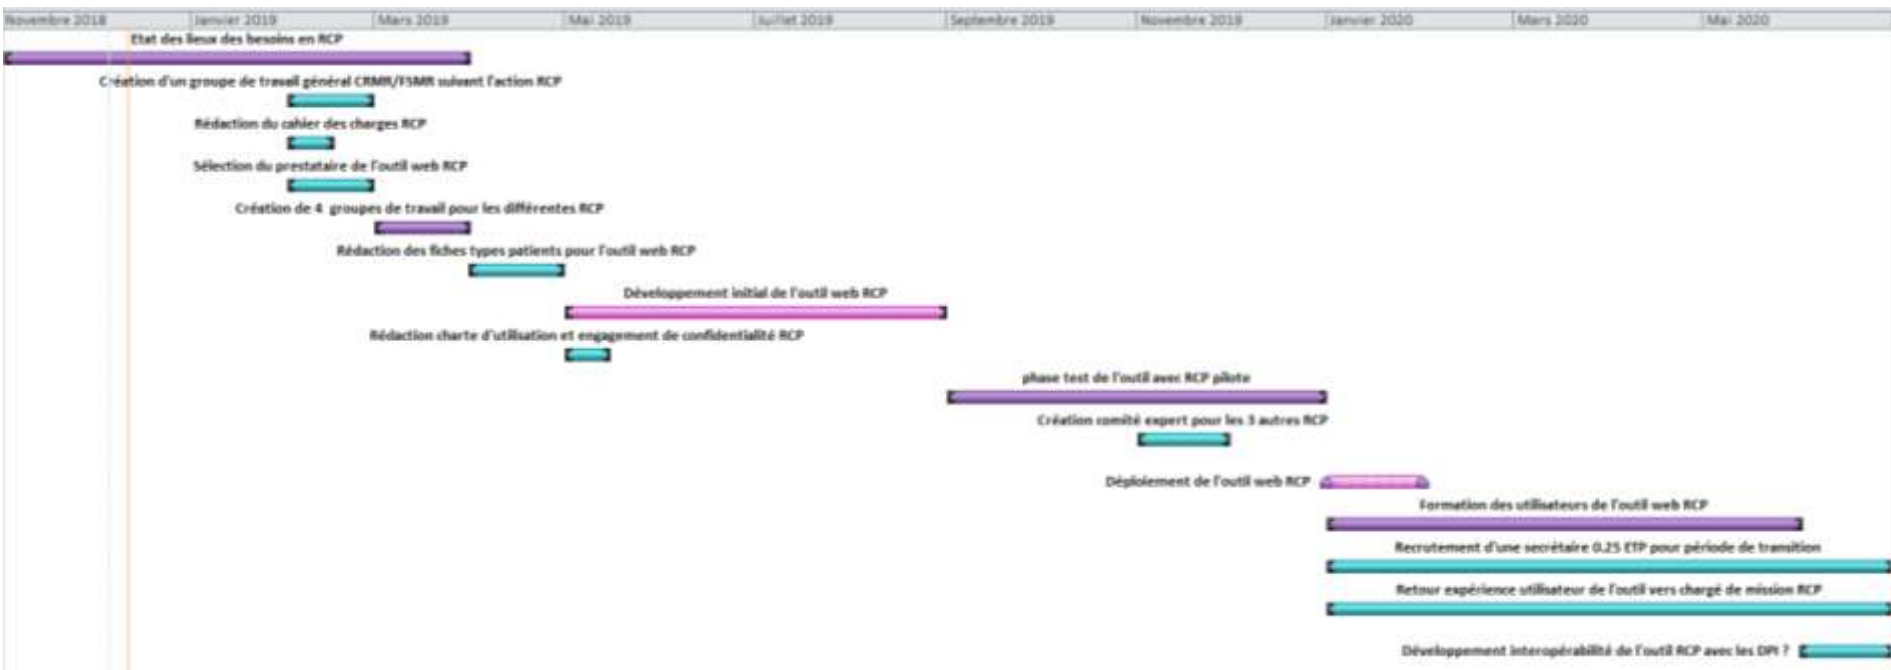 Novembre 2018 Janvier 2019 Mars 2019 Mai 2019 Juillet 2019 Septembre 2019 Novembre 2019 Janvier 2020 Mars 2020 Mai 2020
Etat des lieux des besoins en RCP
Création d'un groupe de travail général CRMR/FSMR suivant l'action RCP
Rédaction du cahier des charges RCP
Sélection du prestataire de l'outil web RCP
Création de 4 groupes de travail pour les différentes RCP
Rédaction des fiches types patients pour l'outil web RCP
Développement initial de l'outil web RCP
Rédaction charte d'utilisation et engagement de confidentialité RCP
phase test de l'outil avec RCP pilote
Création comité expert pour les 3 autres RCP
Déploiement de l'outil web RCP
Formation des utilisateurs de l'outil web RCP
Recrutement d'une secrétaire 0.25 ETP pour période de transition
Retour expérience utilisateur de l'outil vers chargé de mission RCP
Développement interopérabilité de l'outil RCP avec les DPI ?